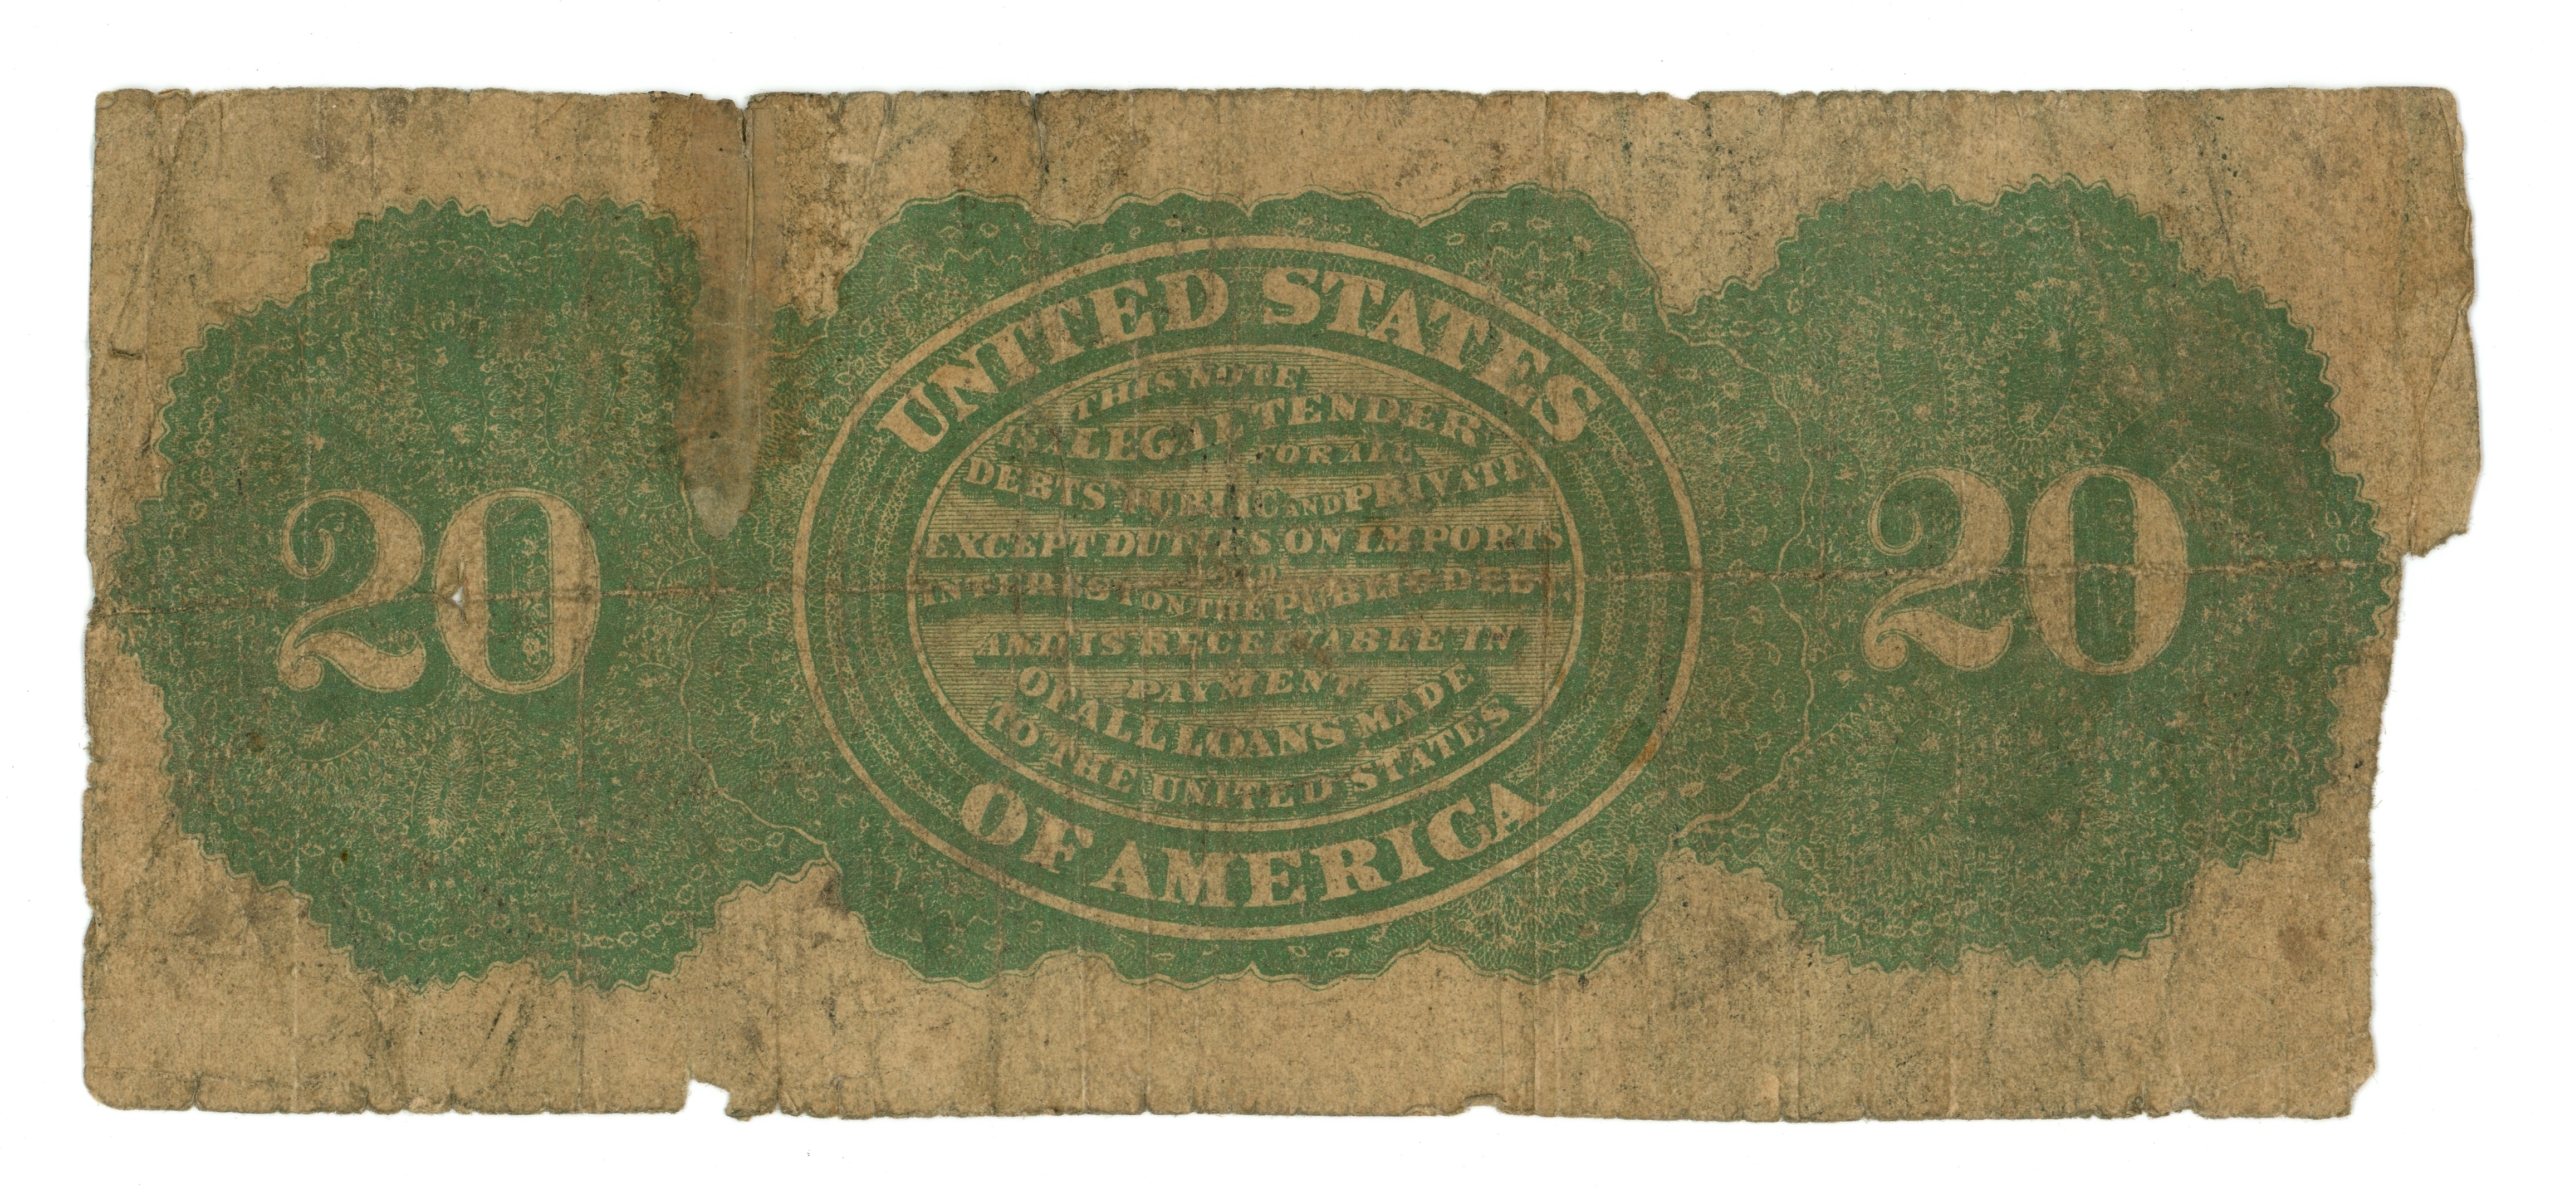 UNITED STATES
THIS NOTE
IS A LEGAL TENDER
FOR ALL
DEBTS PUBLIC AND PRIVATE
EXCEPT DUTIES ON IMPORTS
AND
INTEREST ON THE PUBLIC DEBT,
AND IS RECEIVABLE IN
PAYMENT
OF ALL LOANS MADE
TO THE UNITED STATES
OF AMERICA
20
20